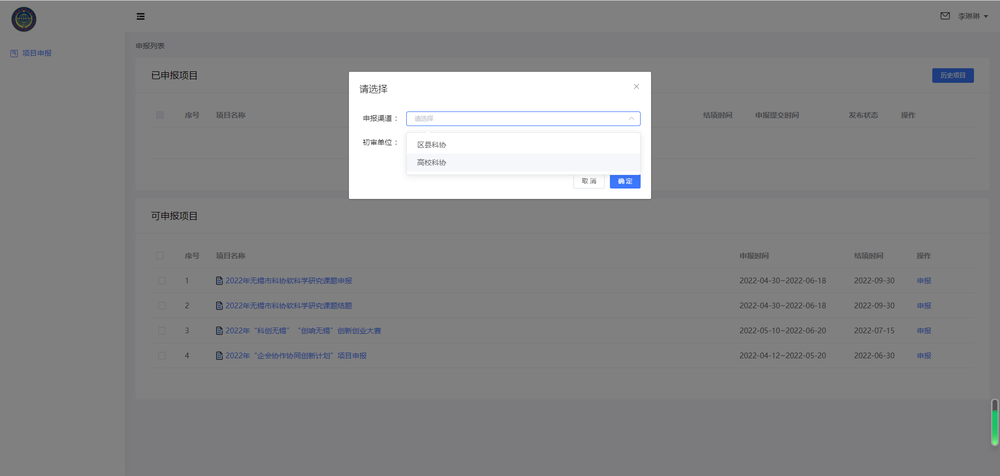 李琳琳
项目申报
申报列表
已申报项目
历史项目
序号 项目名称 结项时间 申报提交时间 发布状态 操作
请选择
申报渠道 ： 请选择
初审单位 ：
区县科协
高校科协
取 消 确 定
可申报项目
序号 项目名称 申报时间 结项时间 操作
1 2022年无锡市科协软科学研究课题申报 2022-04-30~2022-06-18 2022-09-30 申报
2 2022年无锡市科协软科学研究课题结题 2022-04-30~2022-06-18 2022-09-30 申报
3 2022年“科创无锡”“创响无锡”创新创业大赛 2022-05-10~2022-06-20 2022-07-15 申报
4 2022年“企会协作协同创新计划”项目申报 2022-04-12~2022-05-20 2022-06-30 申报